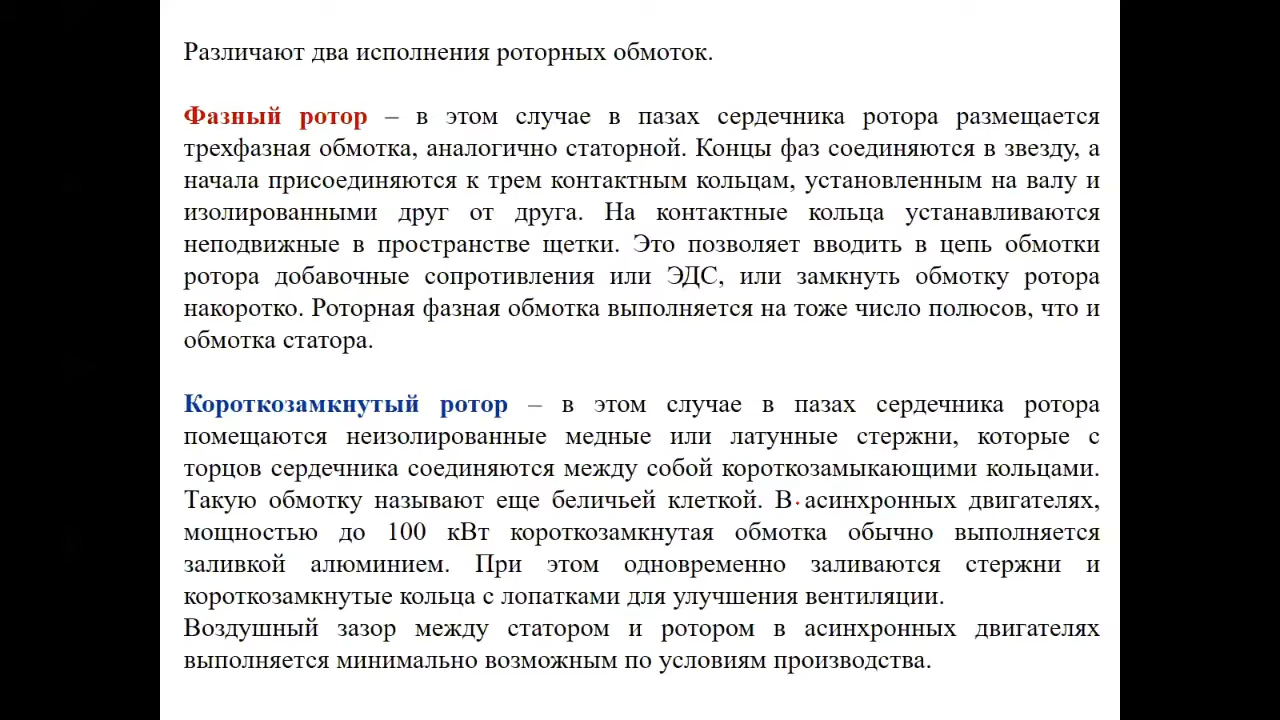 Различают два исполнения роторных обмоток.
Фазный ротор – в этом случае в пазах сердечника ротора размещается
трехфазная обмотка, аналогично статорной. Концы фаз соединяются в звезду, а
начала присоединяются к трем контактным кольцам, установленным на валу и
изолированными друг от друга. На контактные кольца устанавливаются
неподвижные в пространстве щетки. Это позволяет вводить в цепь обмотки
ротора добавочные сопротивления или ЭДС, или замкнуть обмотку ротора
накоротко. Роторная фазная обмотка выполняется на тоже число полюсов, что и
обмотка статора.
Короткозамкнутый ротор – в этом случае в пазах сердечника ротора
помещаются неизолированные медные или латунные стержни, которые с
торцов сердечника соединяются между собой короткозамыкающими кольцами.
Такую обмотку называют еще беличьей клеткой. В асинхронных двигателях,
мощностью до 100 кВт короткозамкнутая обмотка обычно выполняется
заливкой алюминием. При этом одновременно заливаются стержни и
короткозамкнутые кольца с лопатками для улучшения вентиляции.
Воздушный зазор между статором и ротором в асинхронных двигателях
выполняется минимально возможным по условиям производства.